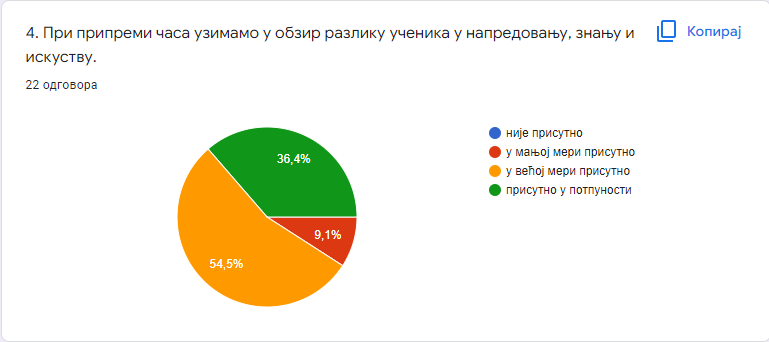 4. При припреми часа узимамо у обзир разлику ученика у напредовању, знању и
искуству.
Копирај
22 одговора
36,4%
9,1%
54,5%
није присутно
у мањој мери присутно
у већој мери присутно
присутно у потпуности